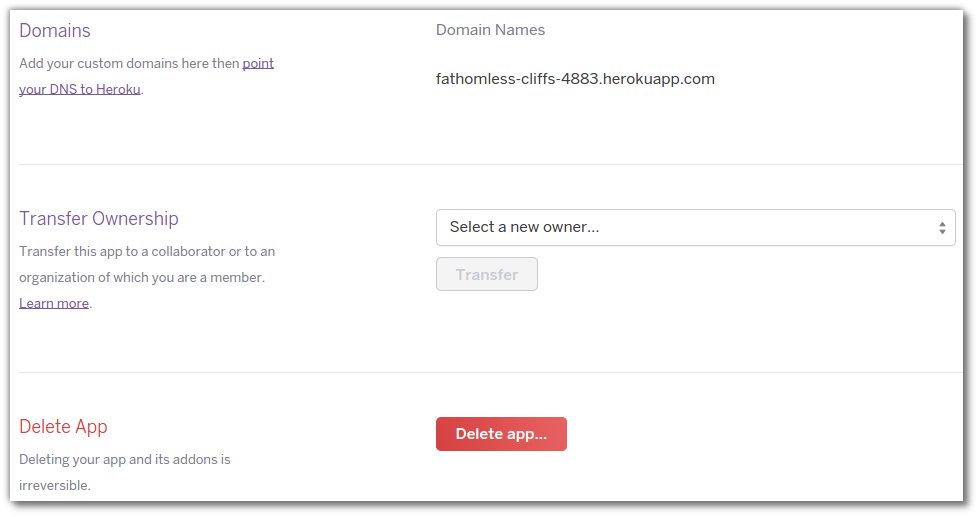 Domains
Domain Names
Add your custom domains here then point
your DNS to Heroku.
fathomless-cliffs-4883.herokuapp.com
Transfer Ownership
Select a new owner...
Transfer this app to a collaborator or to an
organization of which you are a member.
Learn more.
Transfer
Delete App
Delete app...
Deleting your app and its addons is
irreversible.